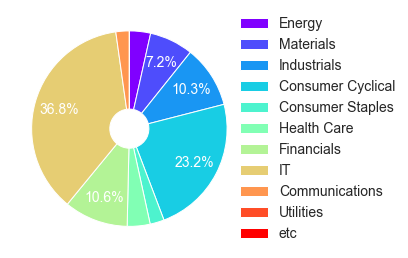 Energy
Materials
Industrials
Consumer Cyclical
Consumer Staples
Health Care
Financials
IT
Communications
Utilities
etc
7.2%
10.3%
23.2%
10.6%
36.8%